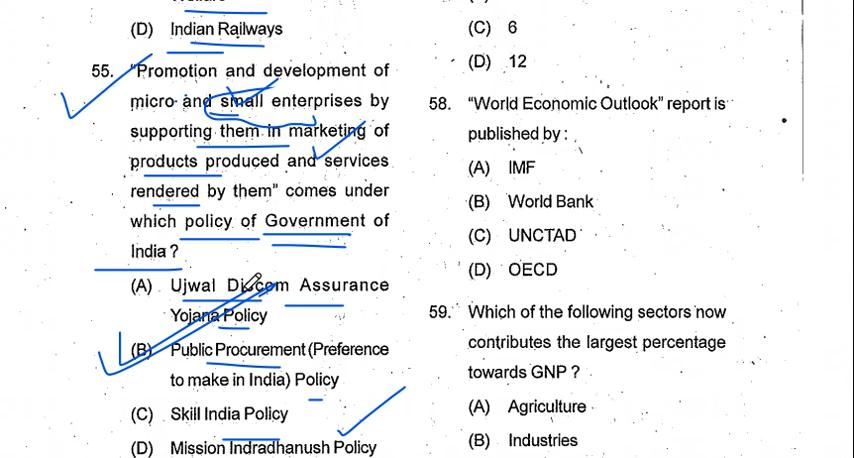 (D) Indian Railways
55. "Promotion and development of
micro and small enterprises by
supporting them in marketing of
products produced and services
rendered by them" comes under
which policy of Government of
India ?
(A) Ujwal Discom Assurance
Yojana Policy
(B) Public Procurement (Preference
to make in India) Policy
(C) Skill India Policy
(D) Mission Indradhanush Policy
(C) 6
(D) 12
58. "World Economic Outlook" report is
published by :
(A) IMF
(B) World Bank
(C) UNCTAD
(D) OECD
59. Which of the following sectors now
contributes the largest percentage
towards GNP ?
(A) Agriculture
(B) Industries